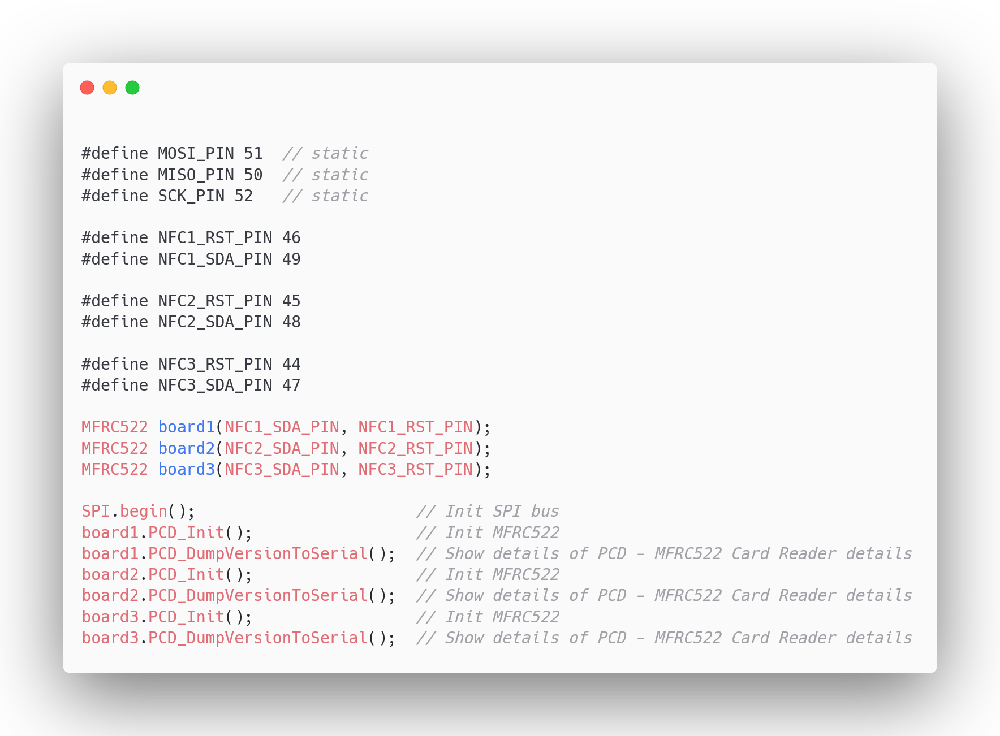 #define MOSI_PIN 51  // static
#define MISO_PIN 50  // static
#define SCK_PIN 52   // static

#define NFC1_RST_PIN 46
#define NFC1_SDA_PIN 49

#define NFC2_RST_PIN 45
#define NFC2_SDA_PIN 48

#define NFC3_RST_PIN 44
#define NFC3_SDA_PIN 47

MFRC522 board1(NFC1_SDA_PIN, NFC1_RST_PIN);
MFRC522 board2(NFC2_SDA_PIN, NFC2_RST_PIN);
MFRC522 board3(NFC3_SDA_PIN, NFC3_RST_PIN);

SPI.begin();                       // Init SPI bus
board1.PCD_Init();                 // Init MFRC522
board1.PCD_DumpVersionToSerial();  // Show details of PCD - MFRC522 Card Reader details
board2.PCD_Init();                 // Init MFRC522
board2.PCD_DumpVersionToSerial();  // Show details of PCD - MFRC522 Card Reader details
board3.PCD_Init();                 // Init MFRC522
board3.PCD_DumpVersionToSerial();  // Show details of PCD - MFRC522 Card Reader details